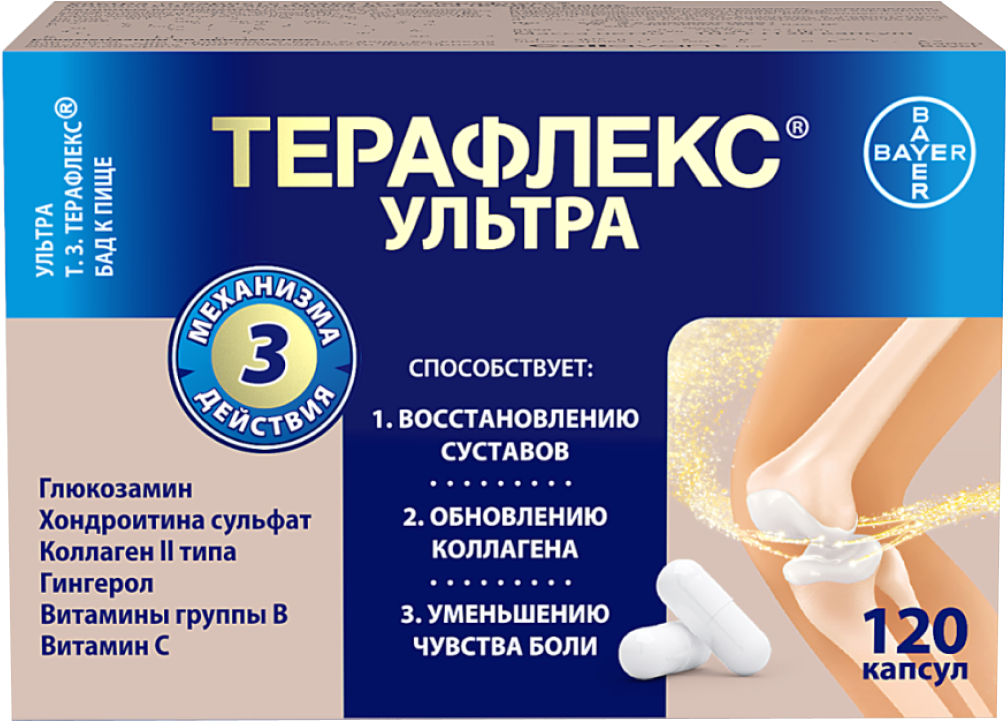 УЛЬТРА
Т. З. ТЕРАФЛЕКС®
БАД К ПИЩЕ
ТЕРАФЛЕКС®
УЛЬТРА
BAYER
BAYER
МЕХАНИЗМА
3
ДЕЙСТВИЯ
СПОСОБСТВУЕТ:
1. ВОССТАНОВЛЕНИЮ
СУСТАВОВ
2. ОБНОВЛЕНИЮ
КОЛЛАГЕНА
3. УМЕНЬШЕНИЮ
ЧУВСТВА БОЛИ
Глюкозамин
Хондроитина сульфат
Коллаген II типа
Гингерол
Витамины группы B
Витамин C
120
капсул